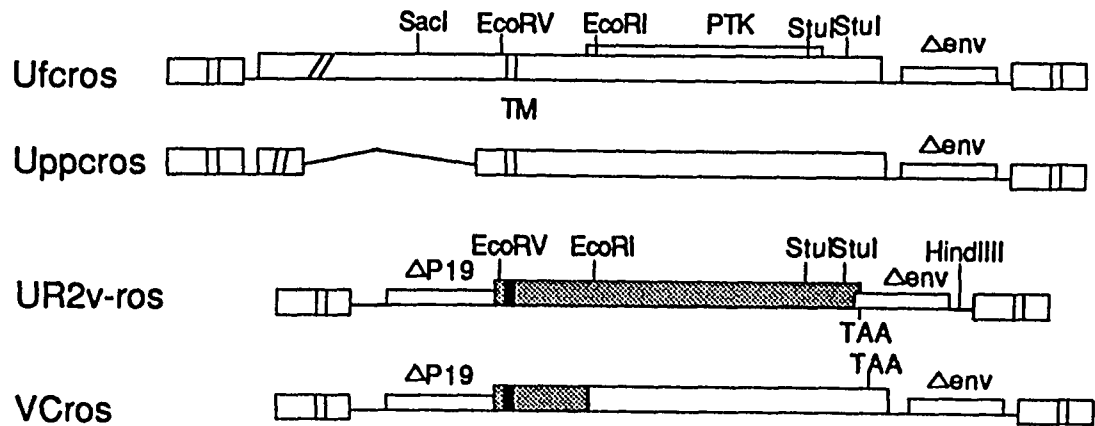 SacI EcoRV EcoRI PTK StuI StuI Δenv
Ufcros
TM
Uppcros Δenv
EcoRV EcoRI StuI StuI HindIIII
ΔP19 Δenv
UR2v-ros
TAA
TAA
ΔP19 Δenv
VCros